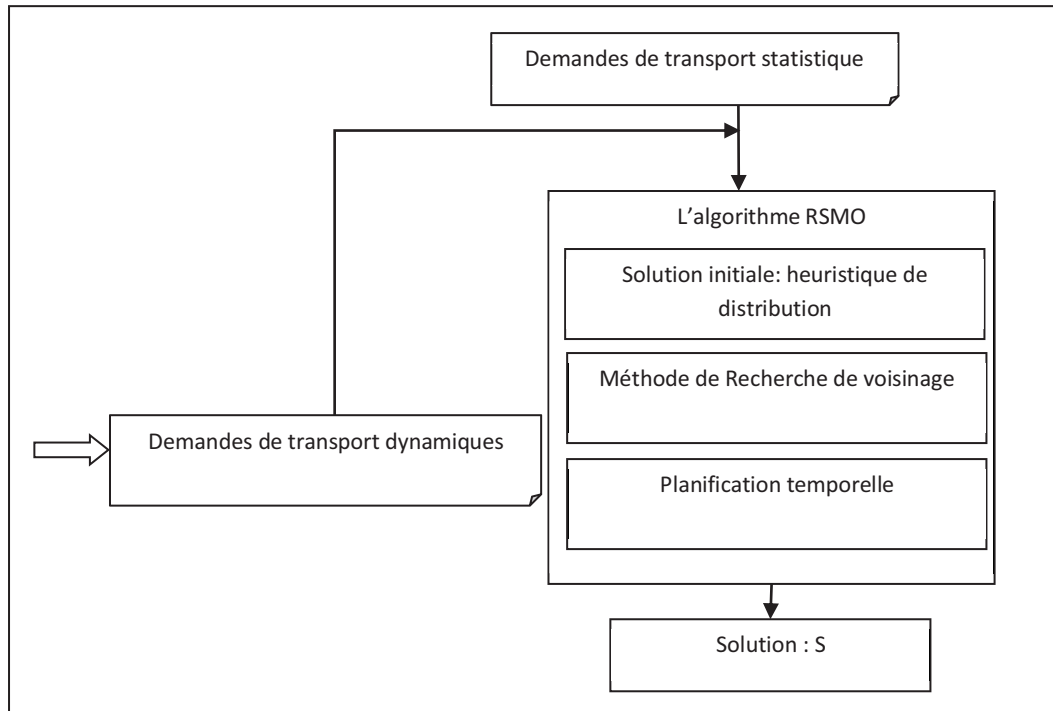 Demandes de transport statistique
L’algorithme RSMO
Solution initiale: heuristique de
distribution
Méthode de Recherche de voisinage
Demandes de transport dynamiques
Planification temporelle
Solution : S